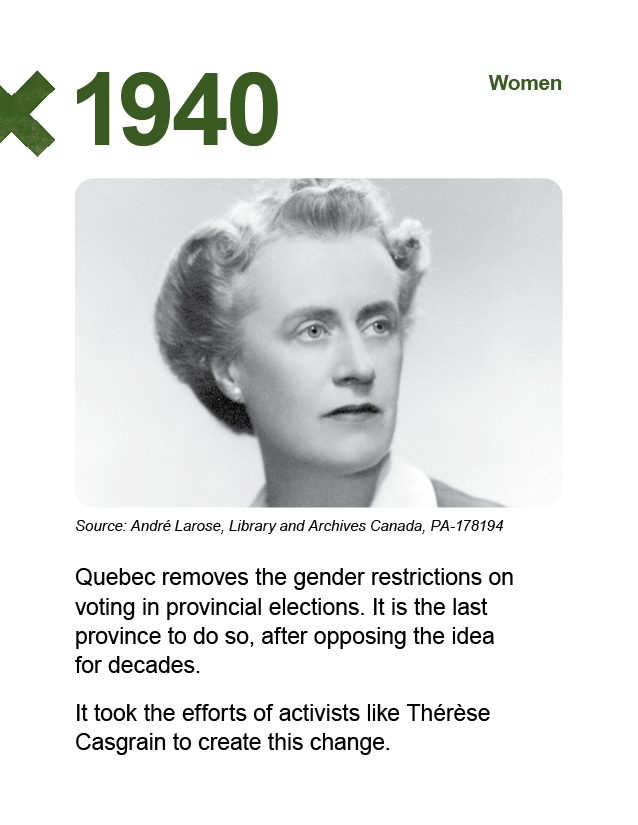 1940
Women
Source: André Larose, Library and Archives Canada, PA-178194
Quebec removes the gender restrictions on
voting in provincial elections. It is the last
province to do so, after opposing the idea
for decades.
It took the efforts of activists like Thérèse
Casgrain to create this change.